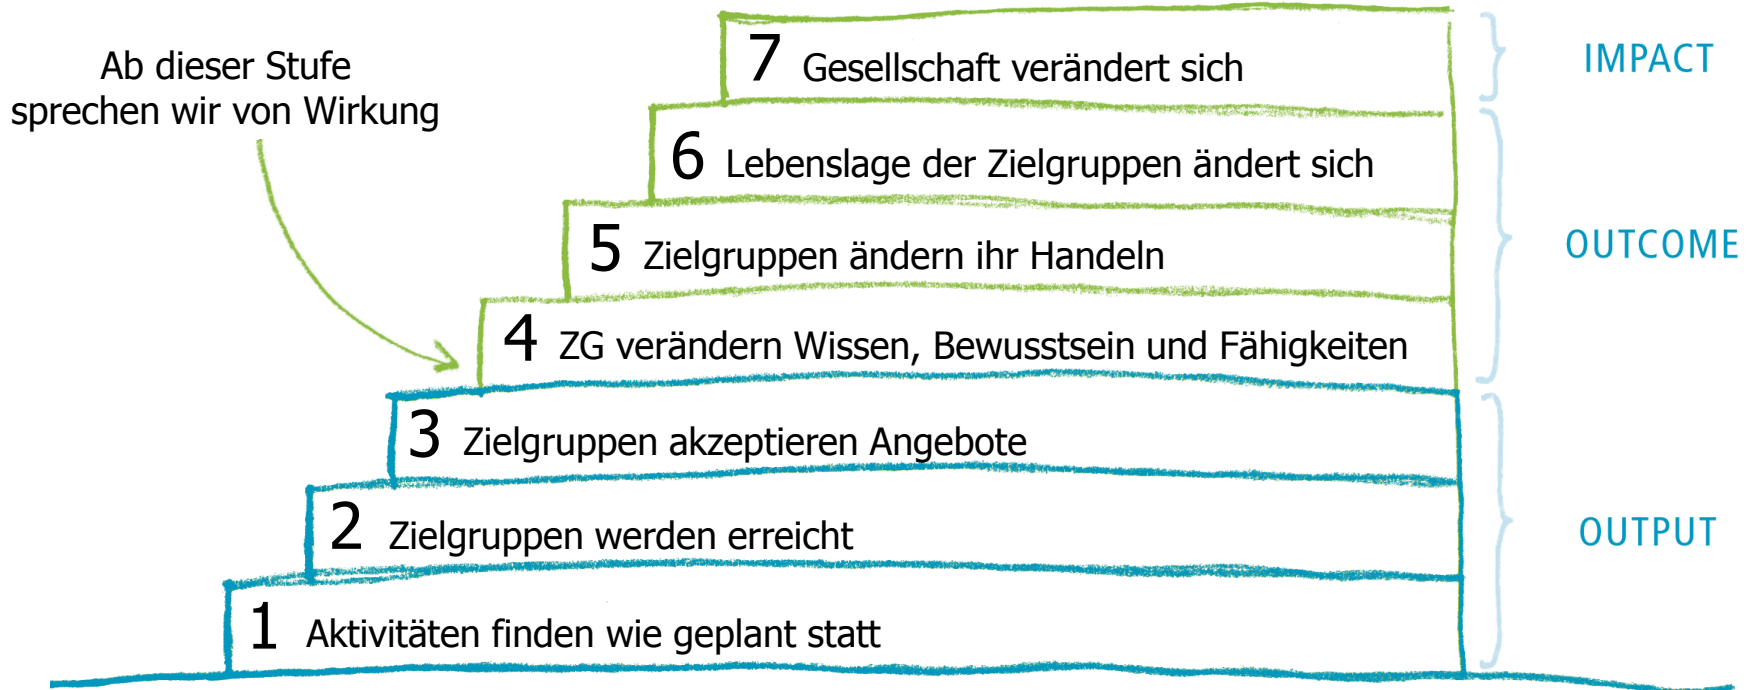 Ab dieser Stufe
sprechen wir von Wirkung
7 Gesellschaft verändert sich
IMPACT
6 Lebenslage der Zielgruppen ändert sich
5 Zielgruppen ändern ihr Handeln
OUTCOME
4 ZG verändern Wissen, Bewusstsein und Fähigkeiten
3 Zielgruppen akzeptieren Angebote
2 Zielgruppen werden erreicht
OUTPUT
1 Aktivitäten finden wie geplant statt